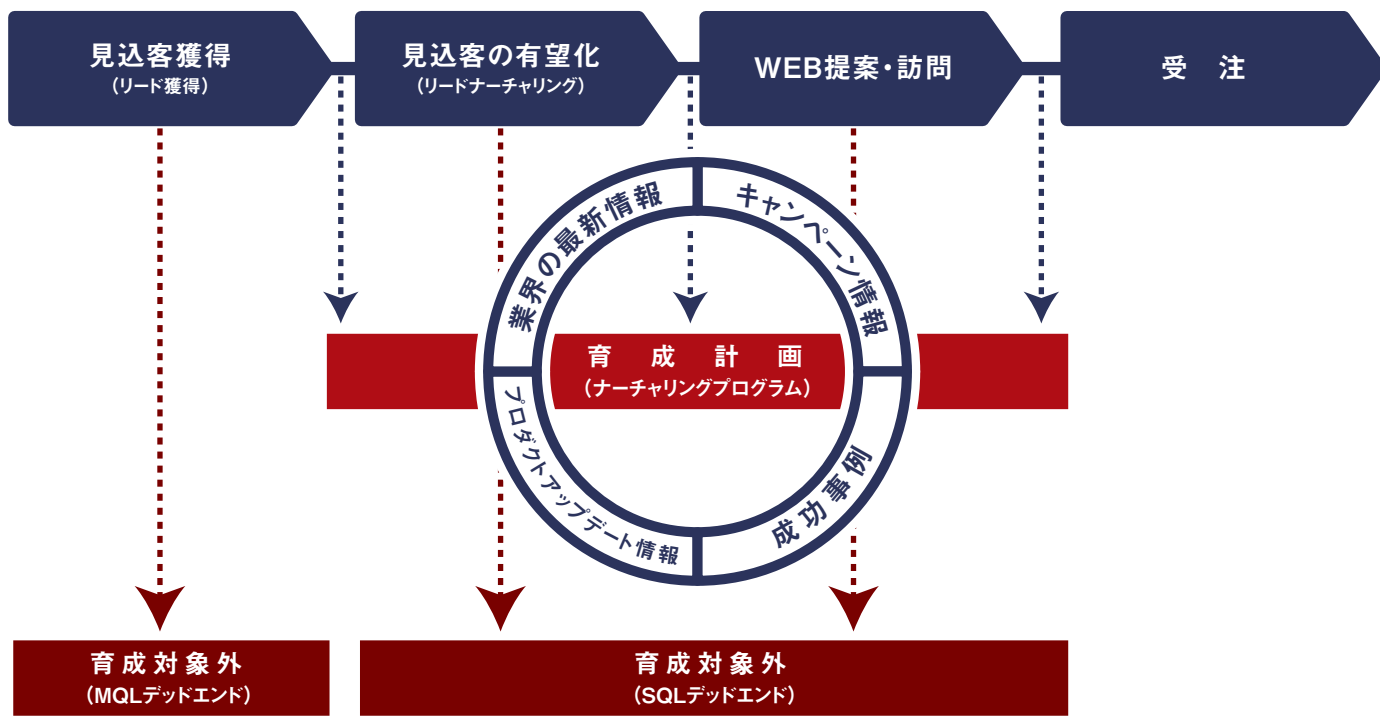 見込客獲得
(リード獲得)
見込客の有望化
(リードナーチャリング)
WEB提案・訪問
受 注
業界の最新情報
キャンペーン情報
育成計画
(ナーチャリングプログラム)
プロダクトアップデート情報
成功事例
育成対象外
(MQLデッドエンド)
育成対象外
(SQLデッドエンド)